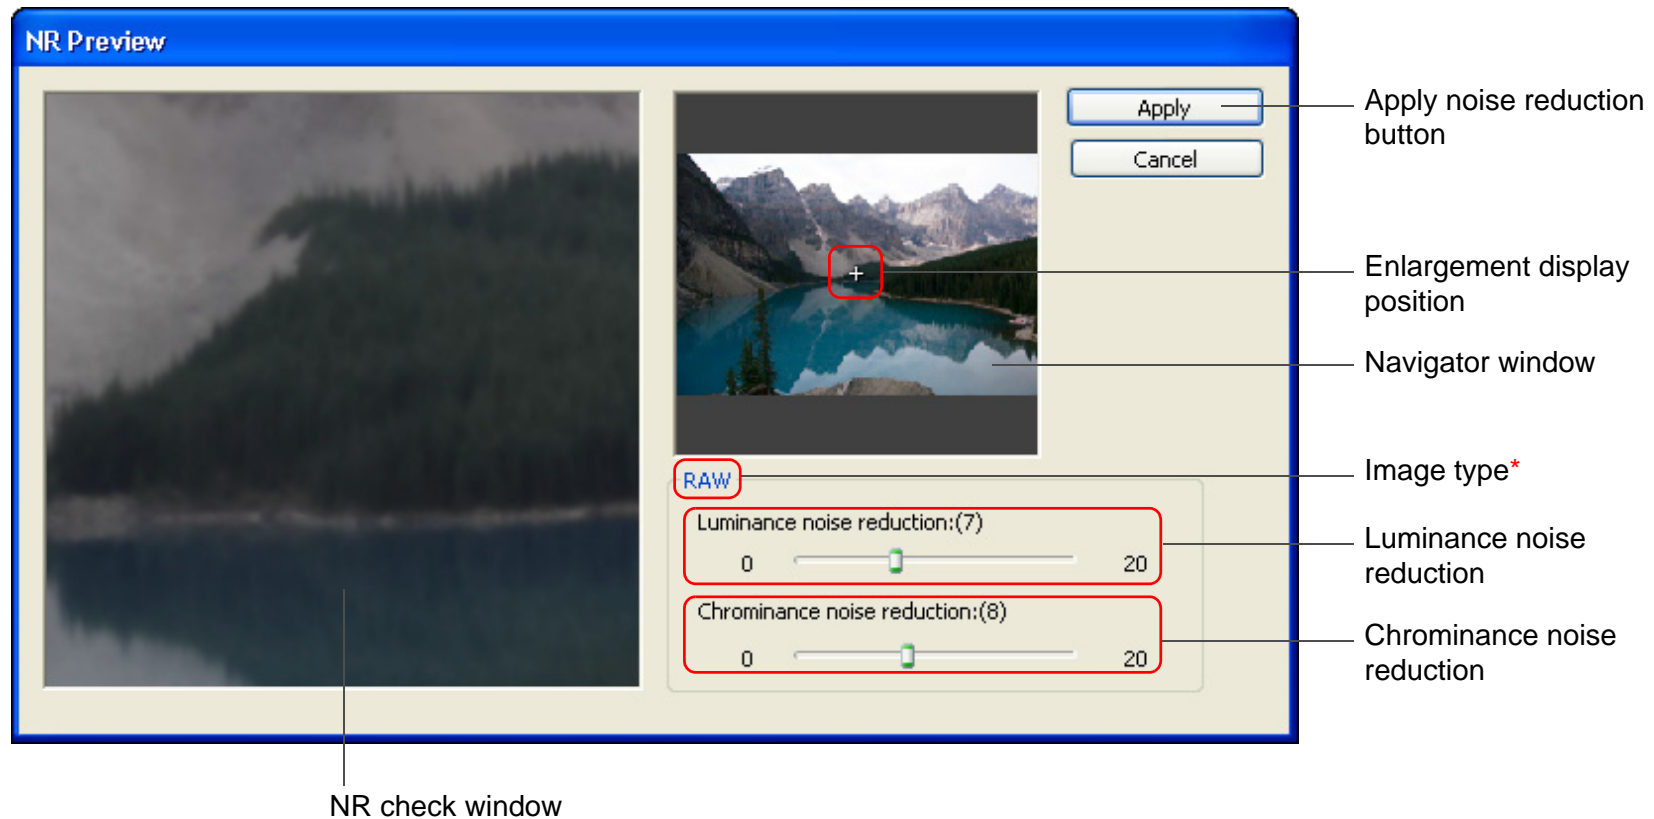 NR Preview
Apply
Cancel
Apply noise reduction
button
Enlargement display
position
Navigator window
RAW
Image type*
Luminance noise reduction:(7)
0 20
Luminance noise
reduction
Chrominance noise reduction:(8)
0 20
Chrominance noise
reduction
NR check window